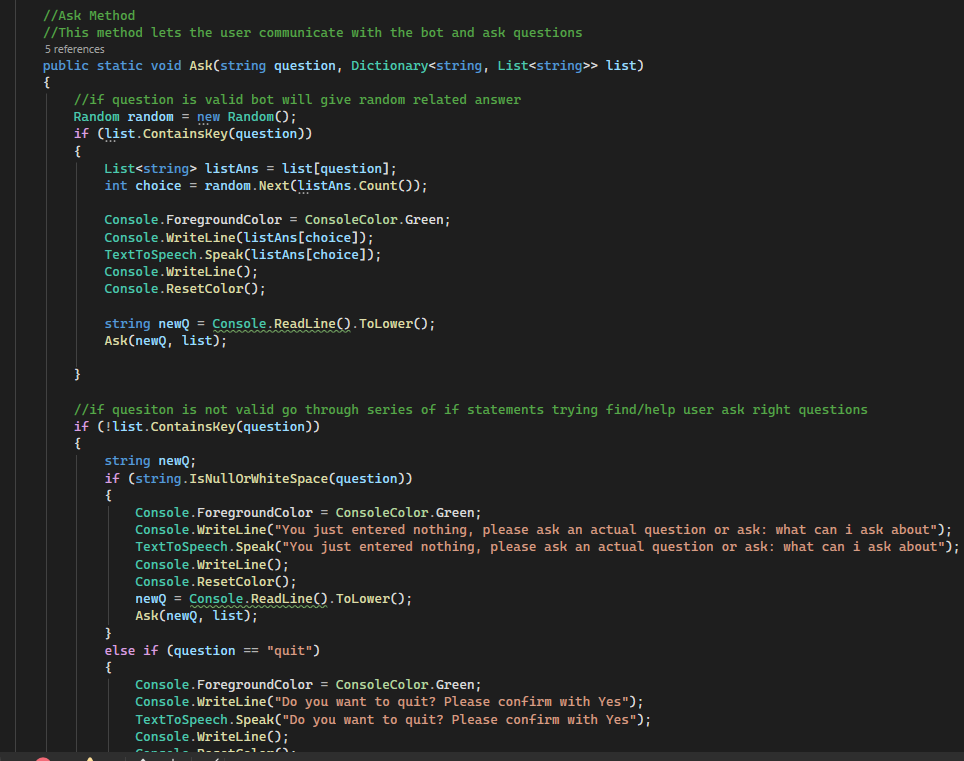 //Ask Method
//This method lets the user communicate with the bot and ask questions
5 references
public static void Ask(string question, Dictionary<string, List<string>> list)
{
//if question is valid bot will give random related answer
Random random = new Random();
if (list.ContainsKey(question))
{
List<string> listAns = list[question];
int choice = random.Next(listAns.Count());
Console.ForegroundColor = ConsoleColor.Green;
Console.WriteLine(listAns[choice]);
TextToSpeech.Speak(listAns[choice]);
Console.WriteLine();
Console.ResetColor();
string newQ = Console.ReadLine().ToLower();
Ask(newQ, list);
}
//if quesiton is not valid go through series of if statements trying find/help user ask right questions
if (!list.ContainsKey(question))
{
string newQ;
if (string.IsNullOrWhiteSpace(question))
{
Console.ForegroundColor = ConsoleColor.Green;
Console.WriteLine("You just entered nothing, please ask an actual question or ask: what can i ask about");
TextToSpeech.Speak("You just entered nothing, please ask an actual question or ask: what can i ask about");
Console.WriteLine();
Console.ResetColor();
newQ = Console.ReadLine().ToLower();
Ask(newQ, list);
}
else if (question == "quit")
{
Console.ForegroundColor = ConsoleColor.Green;
Console.WriteLine("Do you want to quit? Please confirm with Yes");
TextToSpeech.Speak("Do you want to quit? Please confirm with Yes");
Console.WriteLine();
Console.ResetColor();